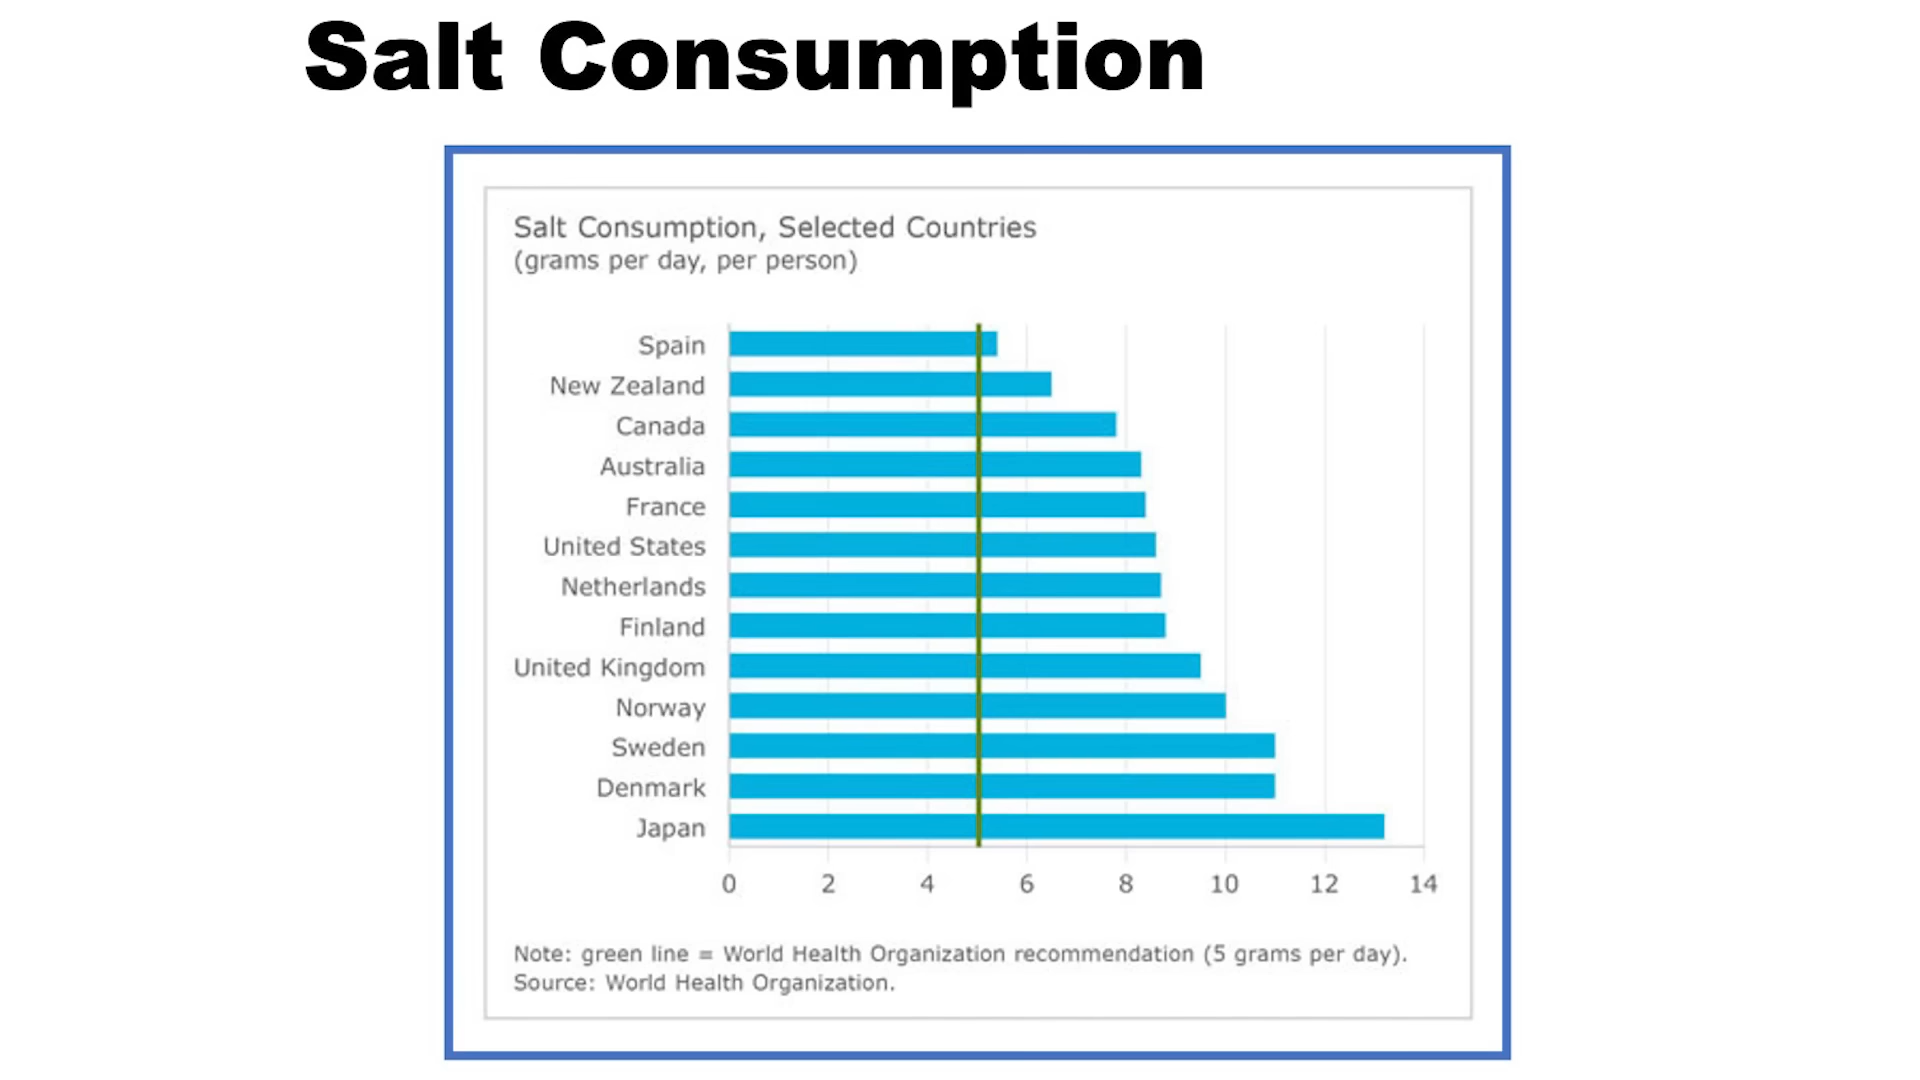 Salt Consumption
Salt Consumption, Selected Countries
(grams per day, per person)
Spain
New Zealand
Canada
Australia
France
United States
Netherlands
Finland
United Kingdom
Norway
Sweden
Denmark
Japan
0 2 4 6 8 10 12 14
Note: green line = World Health Organization recommendation (5 grams per day).
Source: World Health Organization.